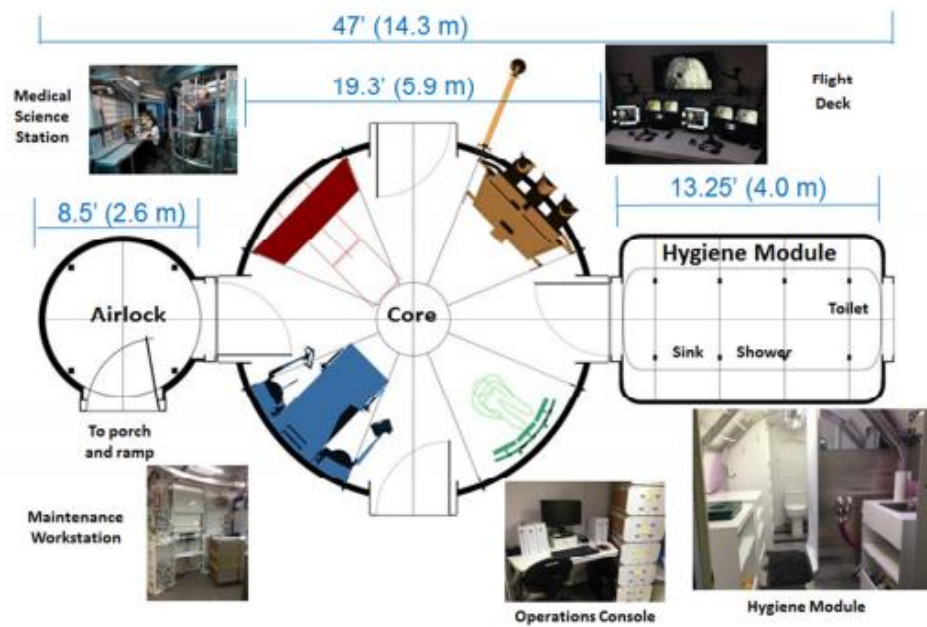 47' (14.3 m)
Medical
Science
Station
19.3' (5.9 m)
Flight
Deck
8.5' (2.6 m)
13.25' (4.0 m)
Hygiene Module
Airlock
Core
Toilet
Sink
Shower
To porch
and ramp
Maintenance
Workstation
Operations Console
Hygiene Module